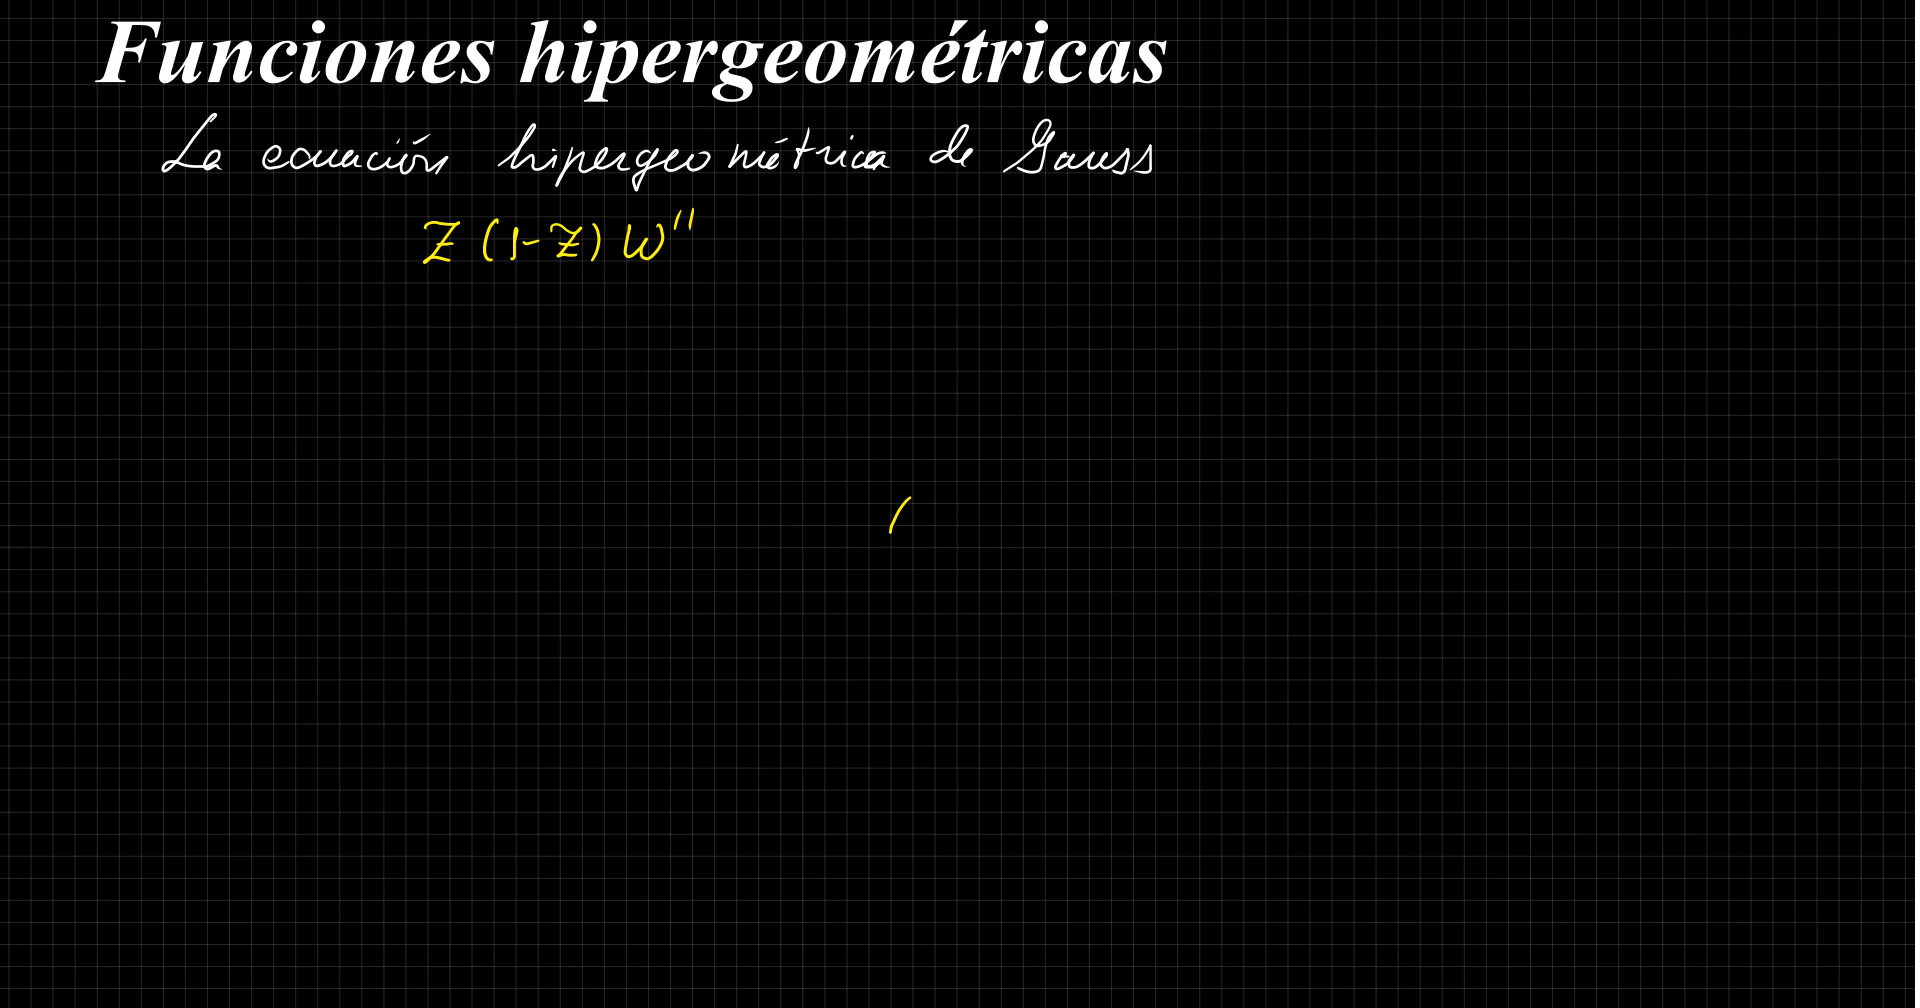 Funciones hipergeométricas
La ecuación hipergeométrica de Gauss
Z (1-Z) W''
(